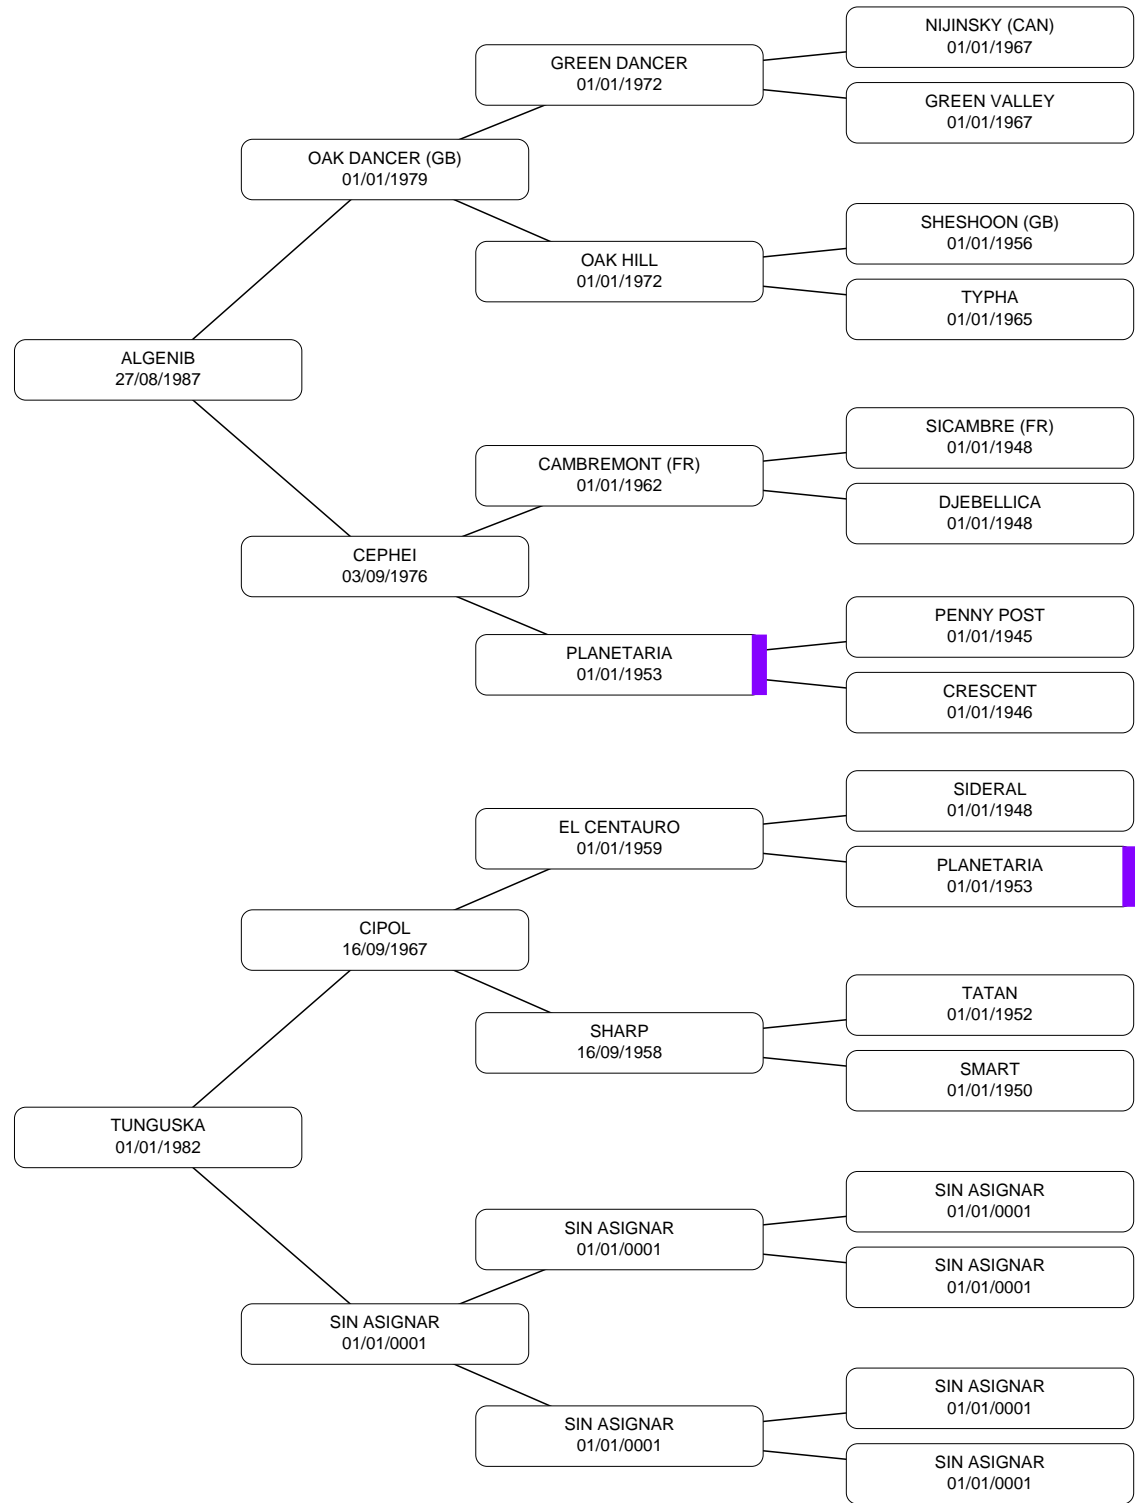 NIJINSKY (CAN)
01/01/1967
GREEN DANCER
01/01/1972
GREEN VALLEY
01/01/1967
OAK DANCER (GB)
01/01/1979
SHESHOON (GB)
01/01/1956
OAK HILL
01/01/1972
TYPHA
01/01/1965
ALGENIB
27/08/1987
SICAMBRE (FR)
01/01/1948
CAMBREMONT (FR)
01/01/1962
DJEBELLICA
01/01/1948
CEPHEI
03/09/1976
PENNY POST
01/01/1945
PLANETARIA
01/01/1953
CRESCENT
01/01/1946
SIDERAL
01/01/1948
EL CENTAURO
01/01/1959
PLANETARIA
01/01/1953
CIPOL
16/09/1967
TATAN
01/01/1952
SHARP
16/09/1958
SMART
01/01/1950
TUNGUSKA
01/01/1982
SIN ASIGNAR
01/01/0001
SIN ASIGNAR
01/01/0001
SIN ASIGNAR
01/01/0001
SIN ASIGNAR
01/01/0001
SIN ASIGNAR
01/01/0001
SIN ASIGNAR
01/01/0001
SIN ASIGNAR
01/01/0001